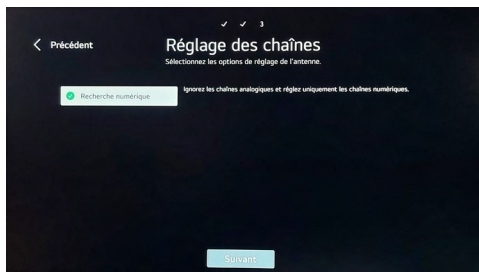 ✓ ✓ 3
Précédent
Réglage des chaînes
Sélectionnez les options de réglage de l'antenne.
Recherche numérique
Ignorez les chaînes analogiques et réglez uniquement les chaînes numériques.
Suivant